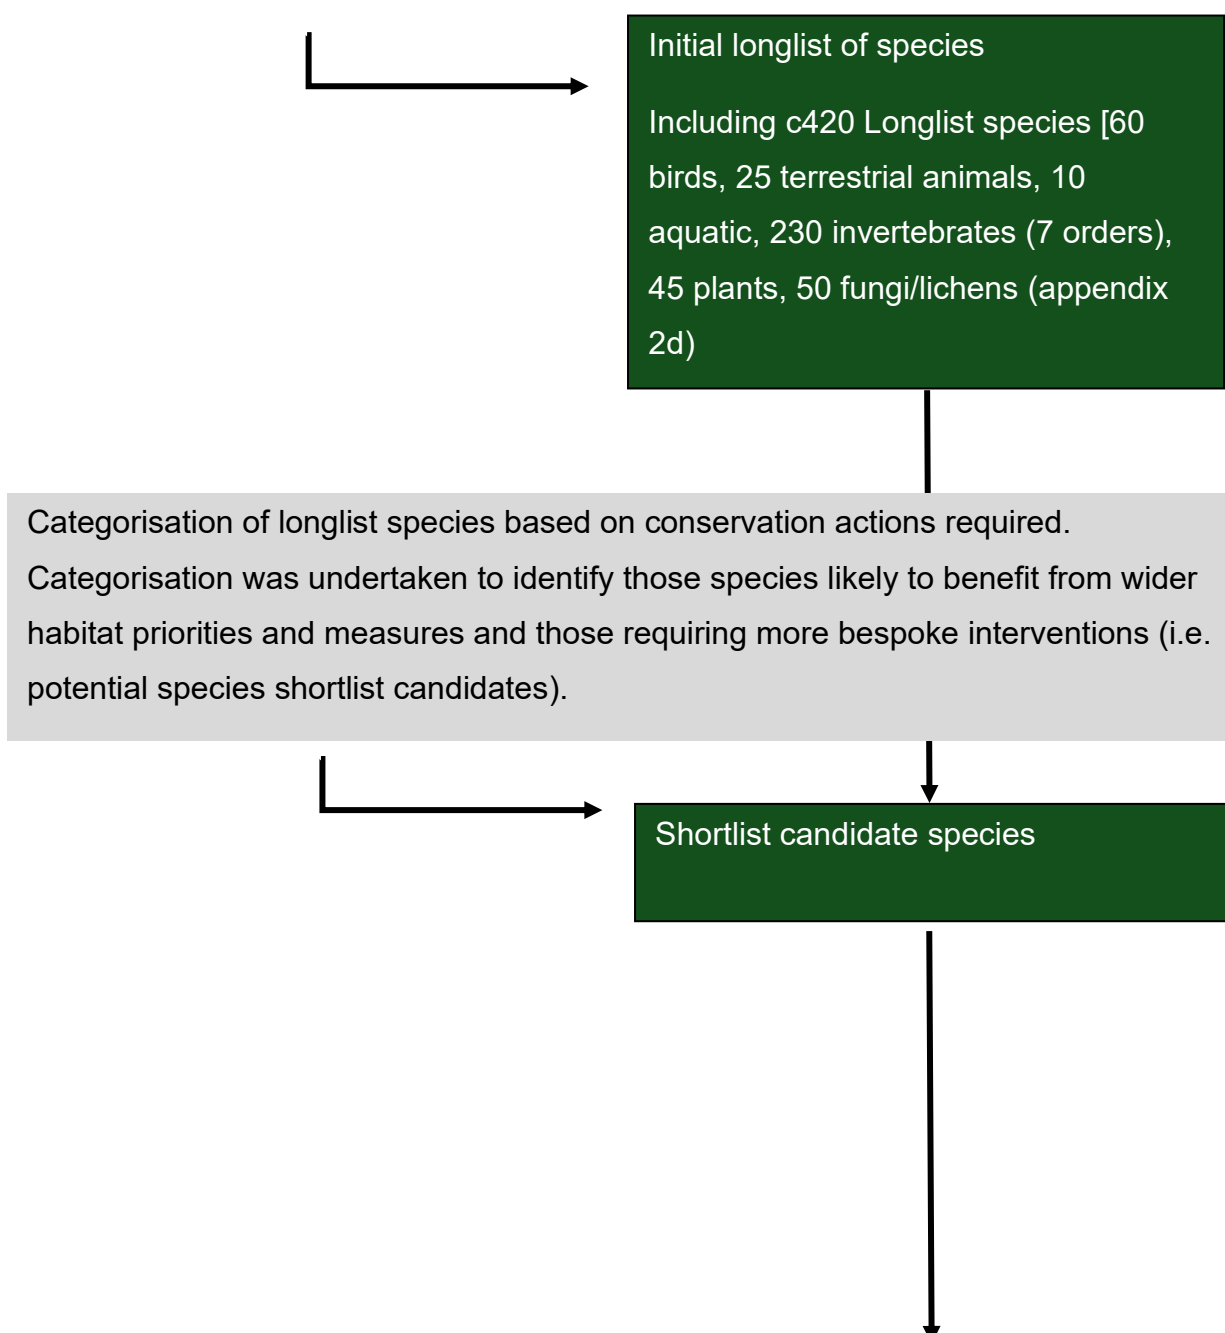 Initial longlist of species
Including c420 Longlist species [60
birds, 25 terrestrial animals, 10
aquatic, 230 invertebrates (7 orders),
45 plants, 50 fungi/lichens (appendix
2d)
Categorisation of longlist species based on conservation actions required.
Categorisation was undertaken to identify those species likely to benefit from wider
habitat priorities and measures and those requiring more bespoke interventions (i.e.
potential species shortlist candidates).
Shortlist candidate species